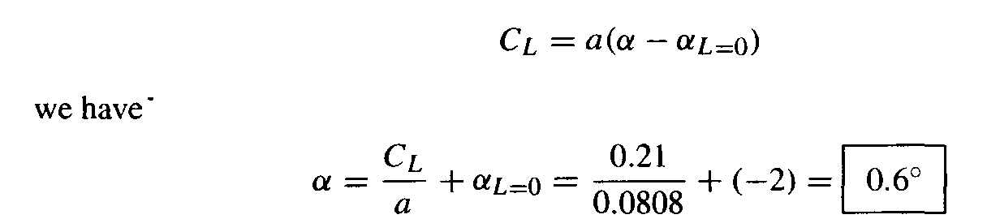 C_L = a(α − α_{L=0})
we have
α = C_L / a + α_{L=0} = 0.21 / 0.0808 + (−2) = 0.6°